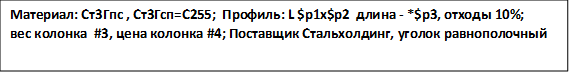 Материал: Ст3Гпс , Ст3Гсп=С255;  Профиль: L $p1x$p2  длина - *$p3, отходы 10%;
вес колонка  #3, цена колонка #4; Поставщик Стальхолдинг, уголок равнополочный